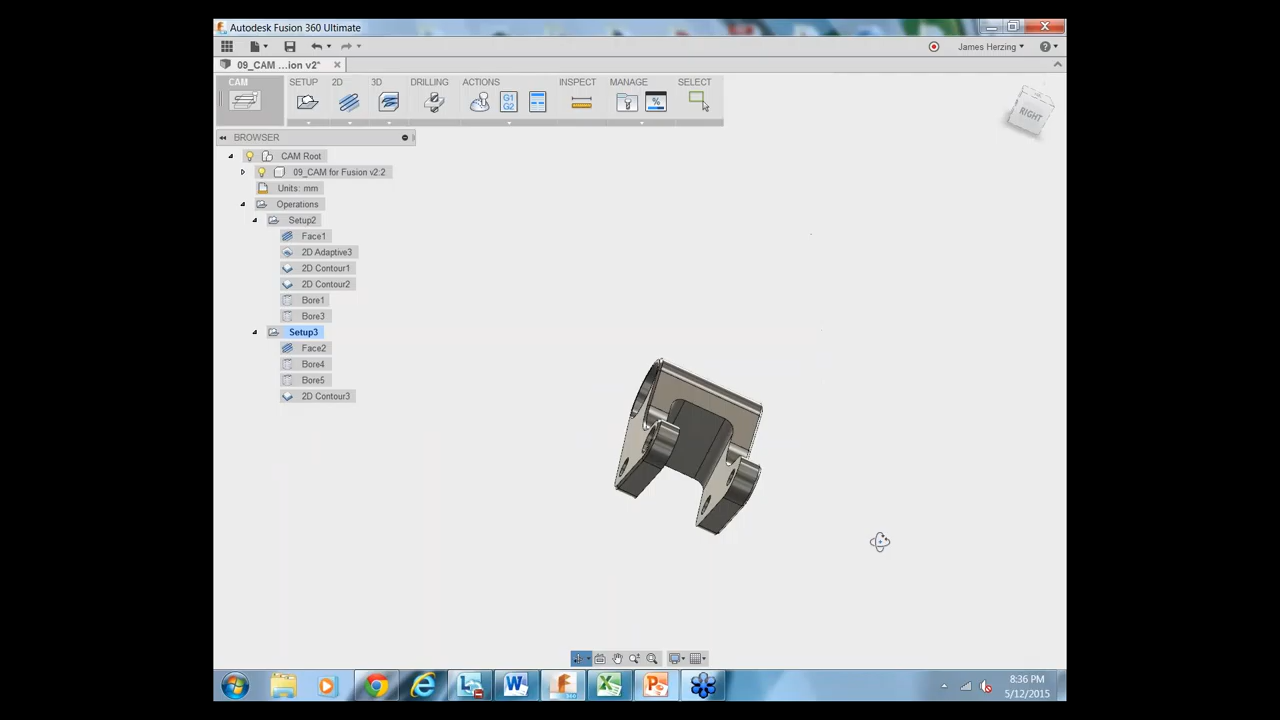 Autodesk Fusion 360 Ultimate
James Herzing
09_CAM ...ion v2*
CAM
SETUP
2D
3D
DRILLING
ACTIONS
INSPECT
MANAGE
SELECT
G1
G2
%
RIGHT
BROWSER
CAM Root
09_CAM for Fusion v2:2
Units: mm
Operations
Setup2
Face1
2D Adaptive3
2D Contour1
2D Contour2
Bore1
Bore3
Setup3
Face2
Bore4
Bore5
2D Contour3
8:36 PM
5/12/2015